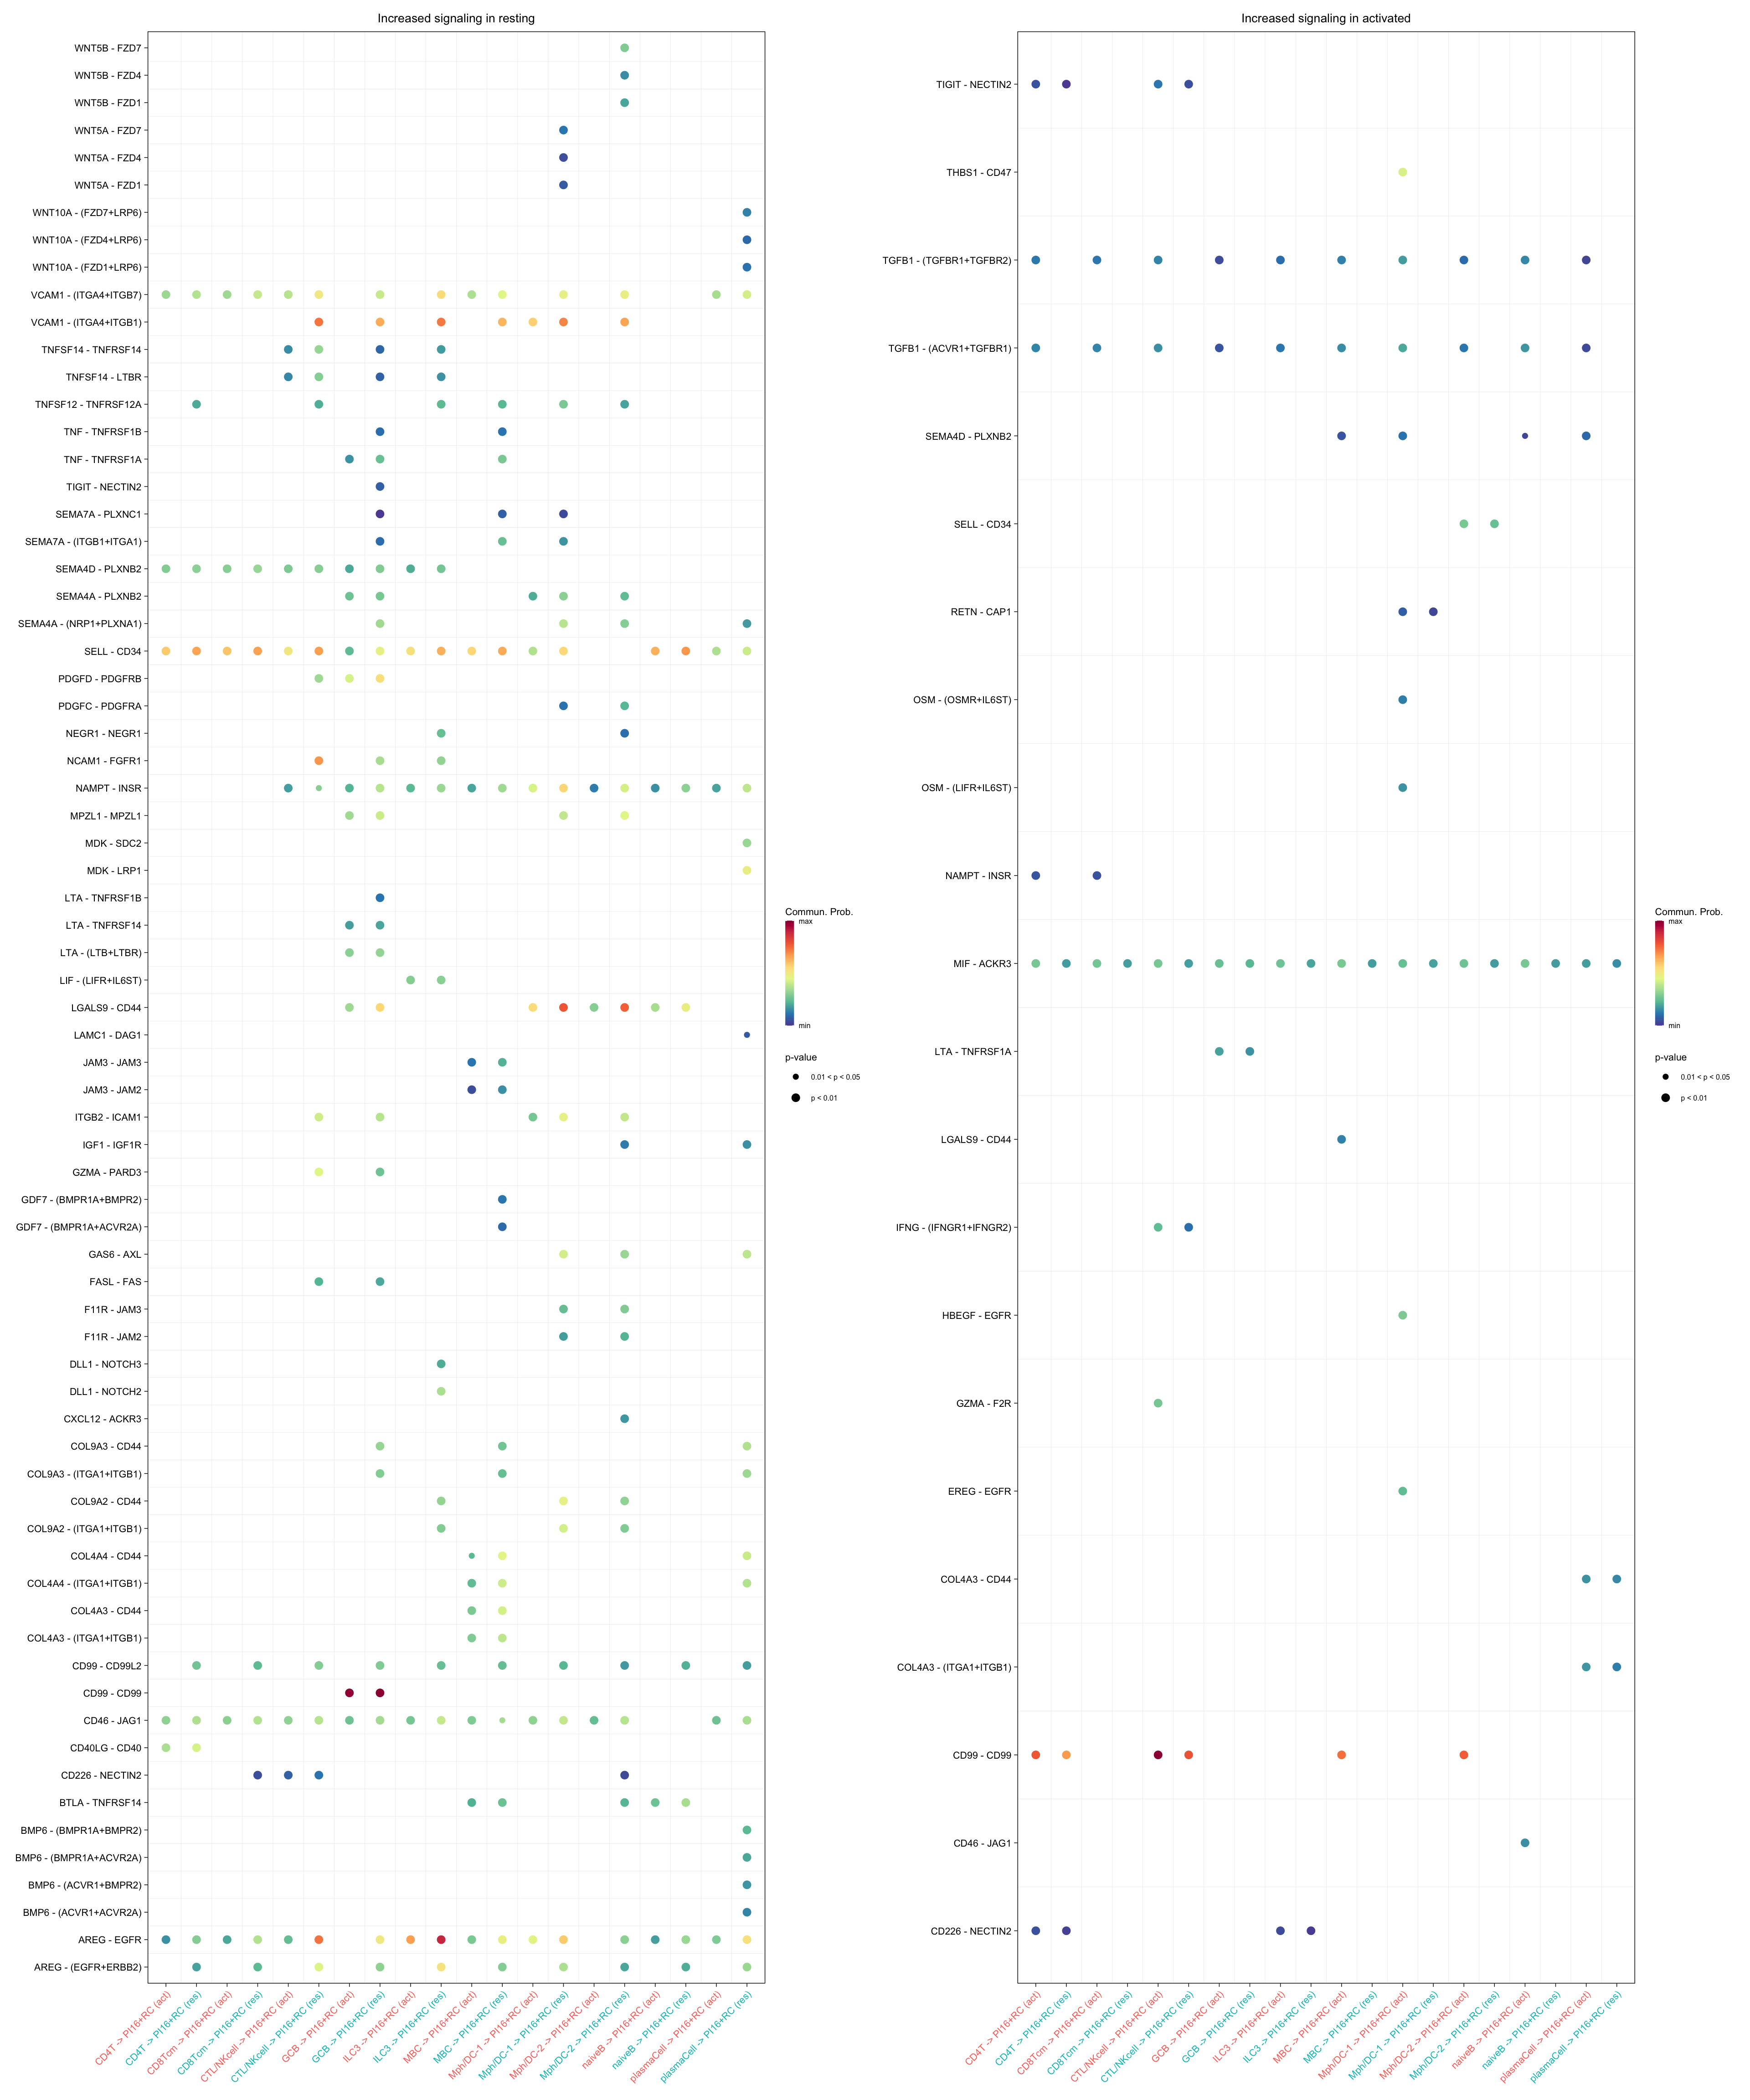 Increased signaling in resting
WNT5B - FZD7
WNT5B - FZD4
WNT5B - FZD1
WNT5A - FZD7
WNT5A - FZD4
WNT5A - FZD1
WNT10A - (FZD7+LRP6)
WNT10A - (FZD4+LRP6)
WNT10A - (FZD1+LRP6)
VCAM1 - (ITGA4+ITGB7)
VCAM1 - (ITGA4+ITGB1)
TNFSF14 - TNFRSF14
TNFSF14 - LTBR
TNFSF12 - TNFRSF12A
TNF - TNFRSF1B
TNF - TNFRSF1A
TIGIT - NECTIN2
SEMA7A - PLXNC1
SEMA7A - (ITGB1+ITGA1)
SEMA4D - PLXNB2
SEMA4A - PLXNB2
SEMA4A - (NRP1+PLXNA1)
SELL - CD34
PDGFD - PDGFRB
PDGFC - PDGFRA
NEGR1 - NEGR1
NCAM1 - FGFR1
NAMPT - INSR
MPZL1 - MPZL1
MDK - SDC2
MDK - LRP1
LTA - TNFRSF1B
LTA - TNFRSF14
LTA - (LTB+LTBR)
LIF - (LIFR+IL6ST)
LGALS9 - CD44
LAMC1 - DAG1
JAM3 - JAM3
JAM3 - JAM2
ITGB2 - ICAM1
IGF1 - IGF1R
GZMA - PARD3
GDF7 - (BMPR1A+BMPR2)
GDF7 - (BMPR1A+ACVR2A)
GAS6 - AXL
FASL - FAS
F11R - JAM3
F11R - JAM2
DLL1 - NOTCH3
DLL1 - NOTCH2
CXCL12 - ACKR3
COL9A3 - CD44
COL9A3 - (ITGA1+ITGB1)
COL9A2 - CD44
COL9A2 - (ITGA1+ITGB1)
COL4A4 - CD44
COL4A4 - (ITGA1+ITGB1)
COL4A3 - CD44
COL4A3 - (ITGA1+ITGB1)
CD99 - CD99L2
CD99 - CD99
CD46 - JAG1
CD40LG - CD40
CD226 - NECTIN2
BTLA - TNFRSF14
BMP6 - (BMPR1A+BMPR2)
BMP6 - (BMPR1A+ACVR2A)
BMP6 - (ACVR1+BMPR2)
BMP6 - (ACVR1+ACVR2A)
AREG - EGFR
AREG - (EGFR+ERBB2)
CD4T -> PI16+RC (act)
CD4T -> PI16+RC (res)
CD8Tcm -> PI16+RC (act)
CD8Tcm -> PI16+RC (res)
CTL/NKcell -> PI16+RC (act)
CTL/NKcell -> PI16+RC (res)
GCB -> PI16+RC (act)
GCB -> PI16+RC (res)
ILC3 -> PI16+RC (act)
ILC3 -> PI16+RC (res)
MBC -> PI16+RC (act)
MBC -> PI16+RC (res)
Mph/DC-1 -> PI16+RC (act)
Mph/DC-1 -> PI16+RC (res)
Mph/DC-2 -> PI16+RC (act)
Mph/DC-2 -> PI16+RC (res)
naiveB -> PI16+RC (act)
naiveB -> PI16+RC (res)
plasmaCell -> PI16+RC (act)
plasmaCell -> PI16+RC (res)
Commun. Prob.
max
min
p-value
0.01 < p < 0.05
p < 0.01
Increased signaling in activated
TIGIT - NECTIN2
THBS1 - CD47
TGFB1 - (TGFBR1+TGFBR2)
TGFB1 - (ACVR1+TGFBR1)
SEMA4D - PLXNB2
SELL - CD34
RETN - CAP1
OSM - (OSMR+IL6ST)
OSM - (LIFR+IL6ST)
NAMPT - INSR
MIF - ACKR3
LTA - TNFRSF1A
LGALS9 - CD44
IFNG - (IFNGR1+IFNGR2)
HBEGF - EGFR
GZMA - F2R
EREG - EGFR
COL4A3 - CD44
COL4A3 - (ITGA1+ITGB1)
CD99 - CD99
CD46 - JAG1
CD226 - NECTIN2
CD4T -> PI16+RC (act)
CD4T -> PI16+RC (res)
CD8Tcm -> PI16+RC (act)
CD8Tcm -> PI16+RC (res)
CTL/NKcell -> PI16+RC (act)
CTL/NKcell -> PI16+RC (res)
GCB -> PI16+RC (act)
GCB -> PI16+RC (res)
ILC3 -> PI16+RC (act)
ILC3 -> PI16+RC (res)
MBC -> PI16+RC (act)
MBC -> PI16+RC (res)
Mph/DC-1 -> PI16+RC (act)
Mph/DC-1 -> PI16+RC (res)
Mph/DC-2 -> PI16+RC (act)
Mph/DC-2 -> PI16+RC (res)
naiveB -> PI16+RC (act)
naiveB -> PI16+RC (res)
plasmaCell -> PI16+RC (act)
plasmaCell -> PI16+RC (res)
Commun. Prob.
max
min
p-value
0.01 < p < 0.05
p < 0.01